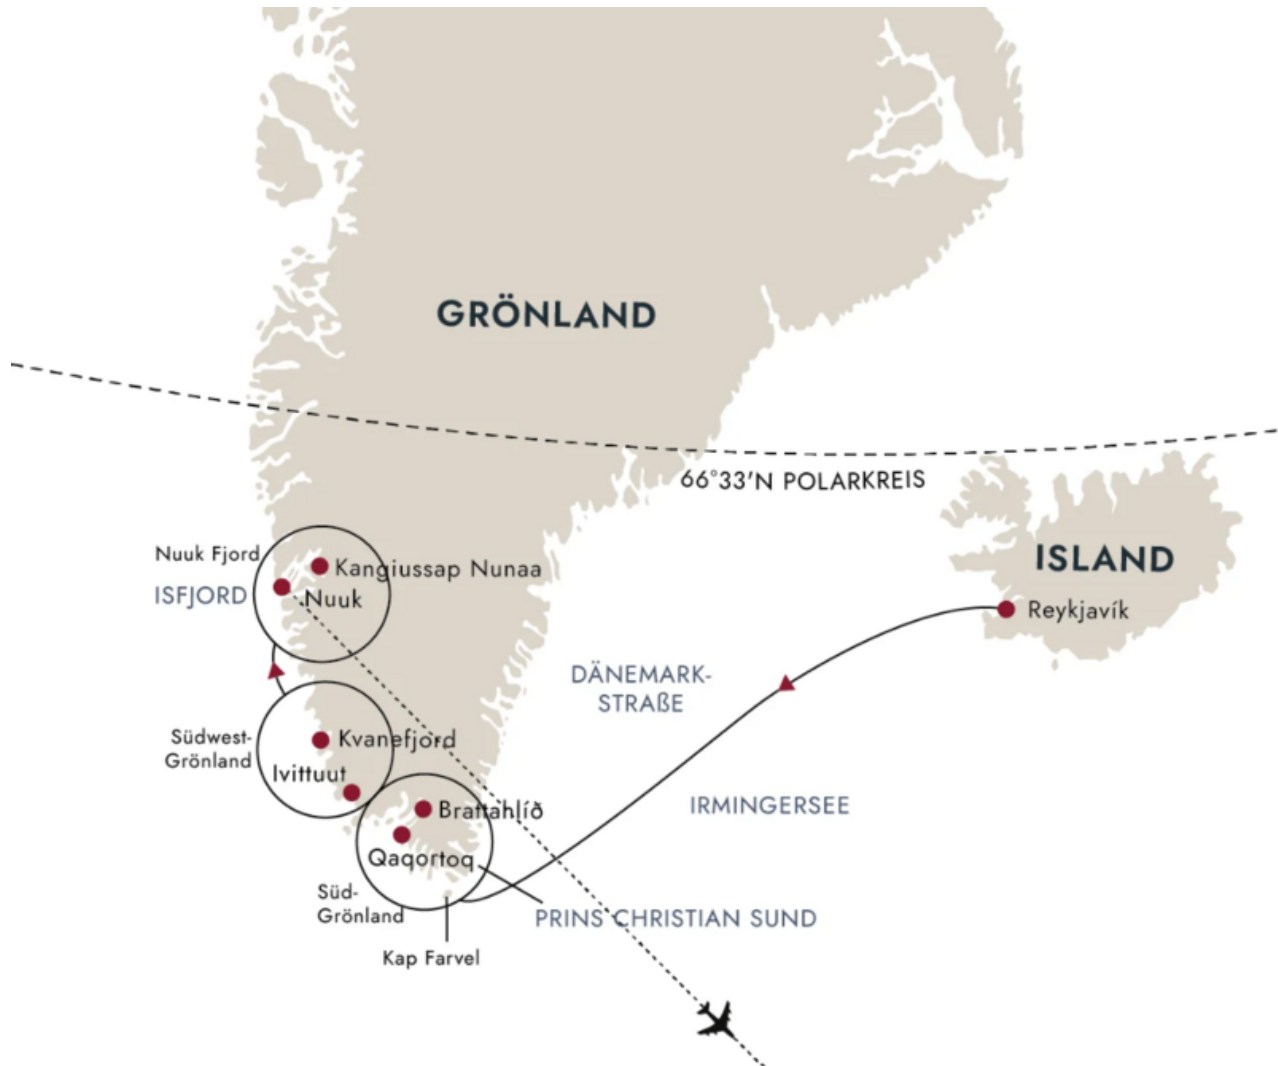 GRÖNLAND
66°33'N POLARKREIS
ISLAND
Reykjavík
Nuuk Fjord
Kangiussap Nunaa
ISFJORD
Nuuk
DÄNEMARK-
STRAßE
Südwest-
Grönland
Kvanefjord
Ivittuut
IRMINGERSEE
Brattahlíð
Qaqortoq
Süd-
Grönland
PRINS CHRISTIAN SUND
Kap Farvel